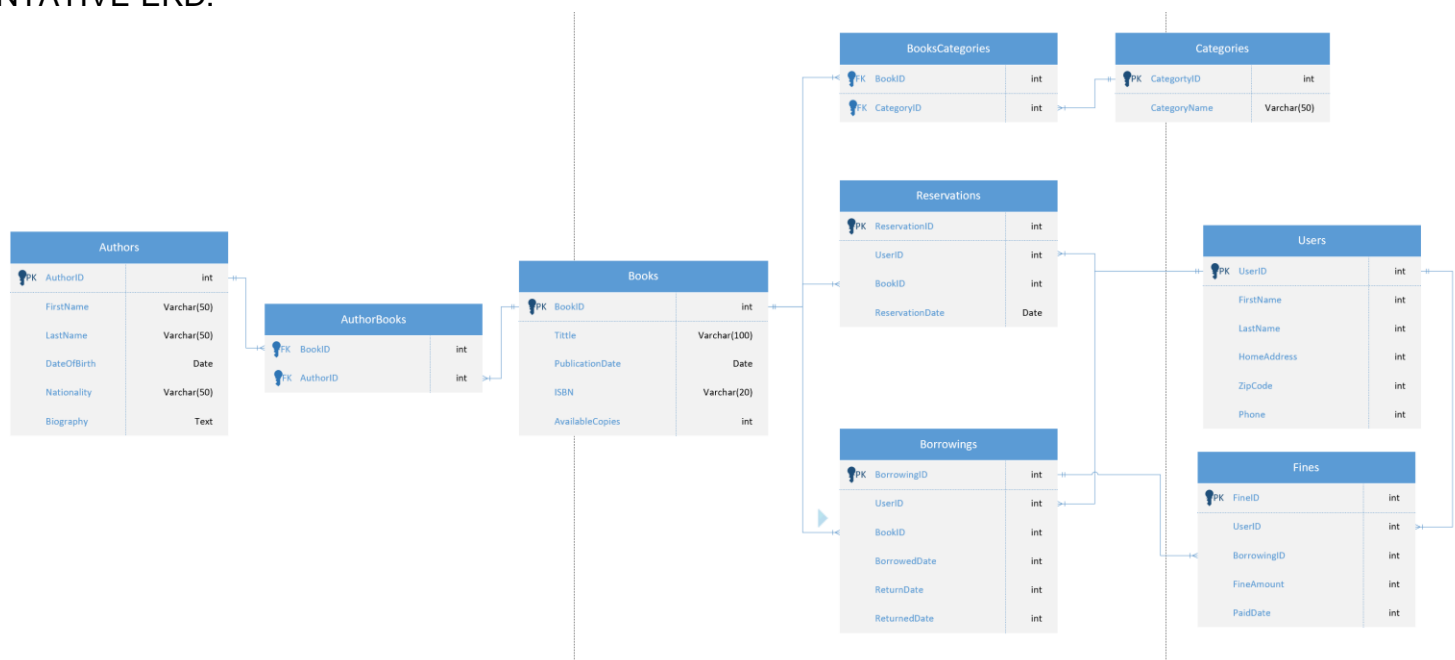 NTATIVE ERD:
BooksCategories
FK BookID int
FK CategoryID int
Categories
PK CategortyID int
CategoryName Varchar(50)
Reservations
PK ReservationID int
UserID int
BookID int
ReservationDate Date
Authors
PK AuthorID int
FirstName Varchar(50)
LastName Varchar(50)
DateOfBirth Date
Nationality Varchar(50)
Biography Text
AuthorBooks
FK BookID int
FK AuthorID int
Books
PK BookID int
Tittle Varchar(100)
PublicationDate Date
ISBN Varchar(20)
AvailableCopies int
Users
PK UserID int
FirstName int
LastName int
HomeAddress int
ZipCode int
Phone int
Borrowings
PK BorrowingID int
UserID int
BookID int
BorrowedDate int
ReturnDate int
ReturnedDate int
Fines
PK FineID int
UserID int
BorrowingID int
FineAmount int
PaidDate int